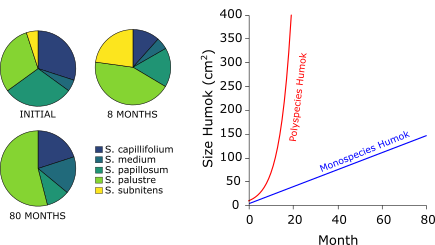 INITIAL
8 MONTHS
80 MONTHS
S. capillifolium
S. medium
S. papillosum
S. palustre
S. subnitens
Size Humok (cm²)
400
350
300
250
200
150
100
50
0
Polyspecies Humok
Monospecies Humok
0 20 40 60 80
Month